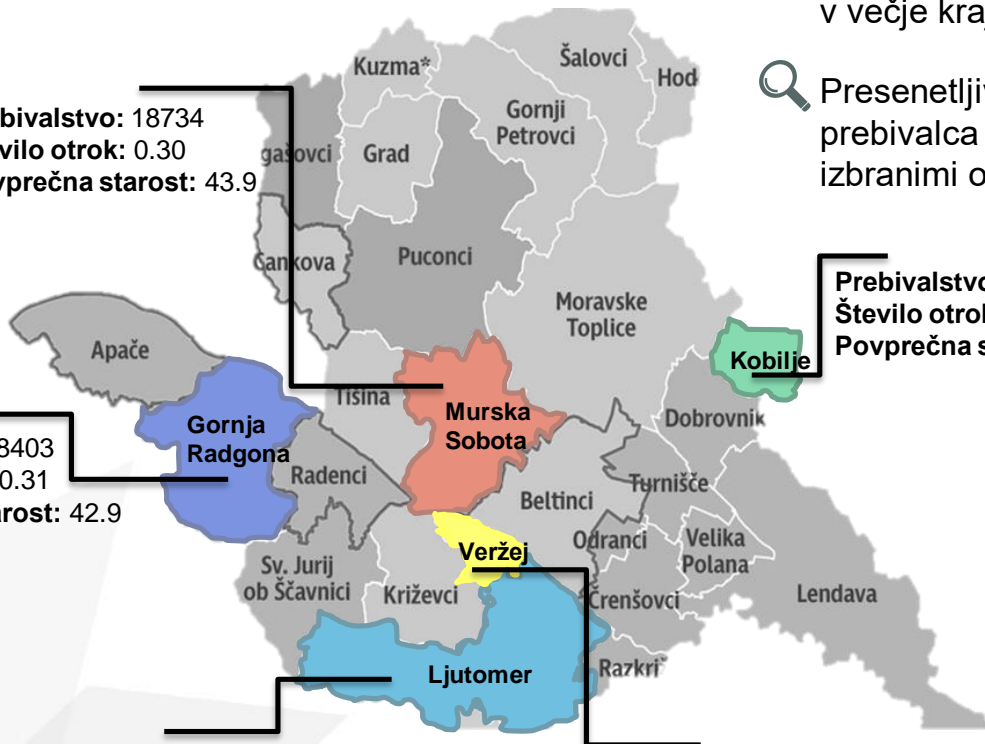 v večje kra
Kuzma*
Šalovci
Hod
Presenetljiv
prebivalca
izbranimi o
Gornji
Petrovci
bivalstvo: 18734
vilo otrok: 0.30
vprečna starost: 43.9
gašovci
Grad
Cankova
Puconci
Moravske
Toplice
Prebivalstvo
Število otrok
Povprečna s
Apače
Kobilje
Tišina
Murska
Sobota
Dobrovnik
Gornja
Radgona
8403
0.31
arost: 42.9
Radenci
Beltinci
Turnišče
Odranci
Velika
Polana
Veržej
Sv. Jurij
ob Ščavnici
Križevci
Črenšovci
Lendava
Ljutomer
Razkri